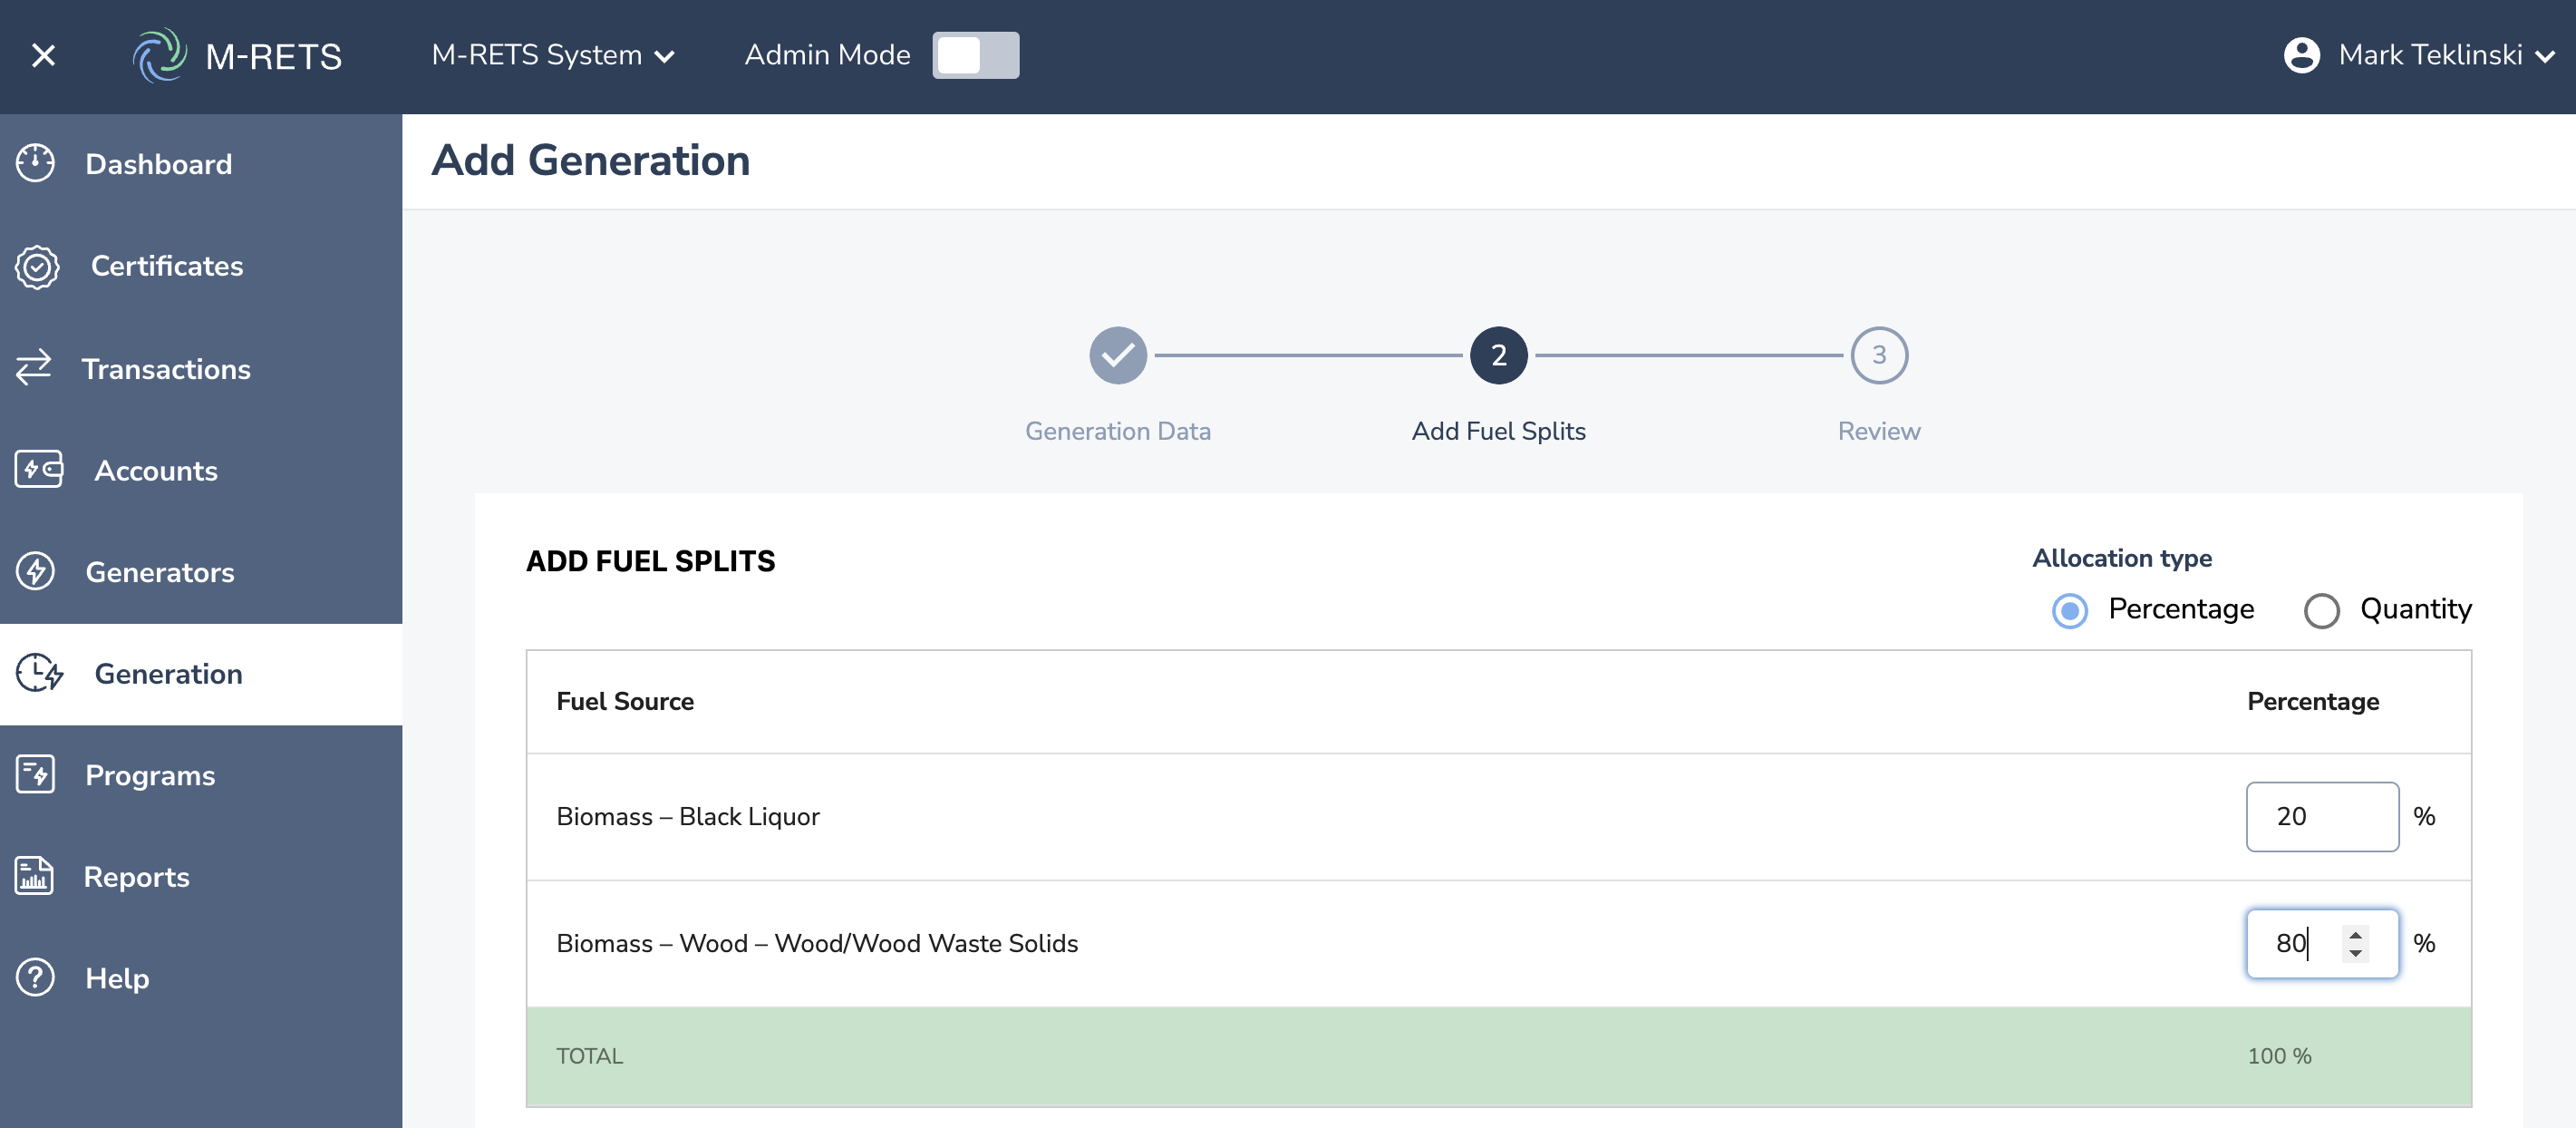 M-RETS
M-RETS System
Admin Mode
Mark Teklinski
Dashboard
Certificates
Transactions
Accounts
Generators
Generation
Programs
Reports
Help
Add Generation
2
3
Generation Data
Add Fuel Splits
Review
ADD FUEL SPLITS
Allocation type
Percentage
Quantity
Fuel Source
Percentage
Biomass – Black Liquor
20 %
Biomass – Wood – Wood/Wood Waste Solids
80 %
TOTAL
100 %